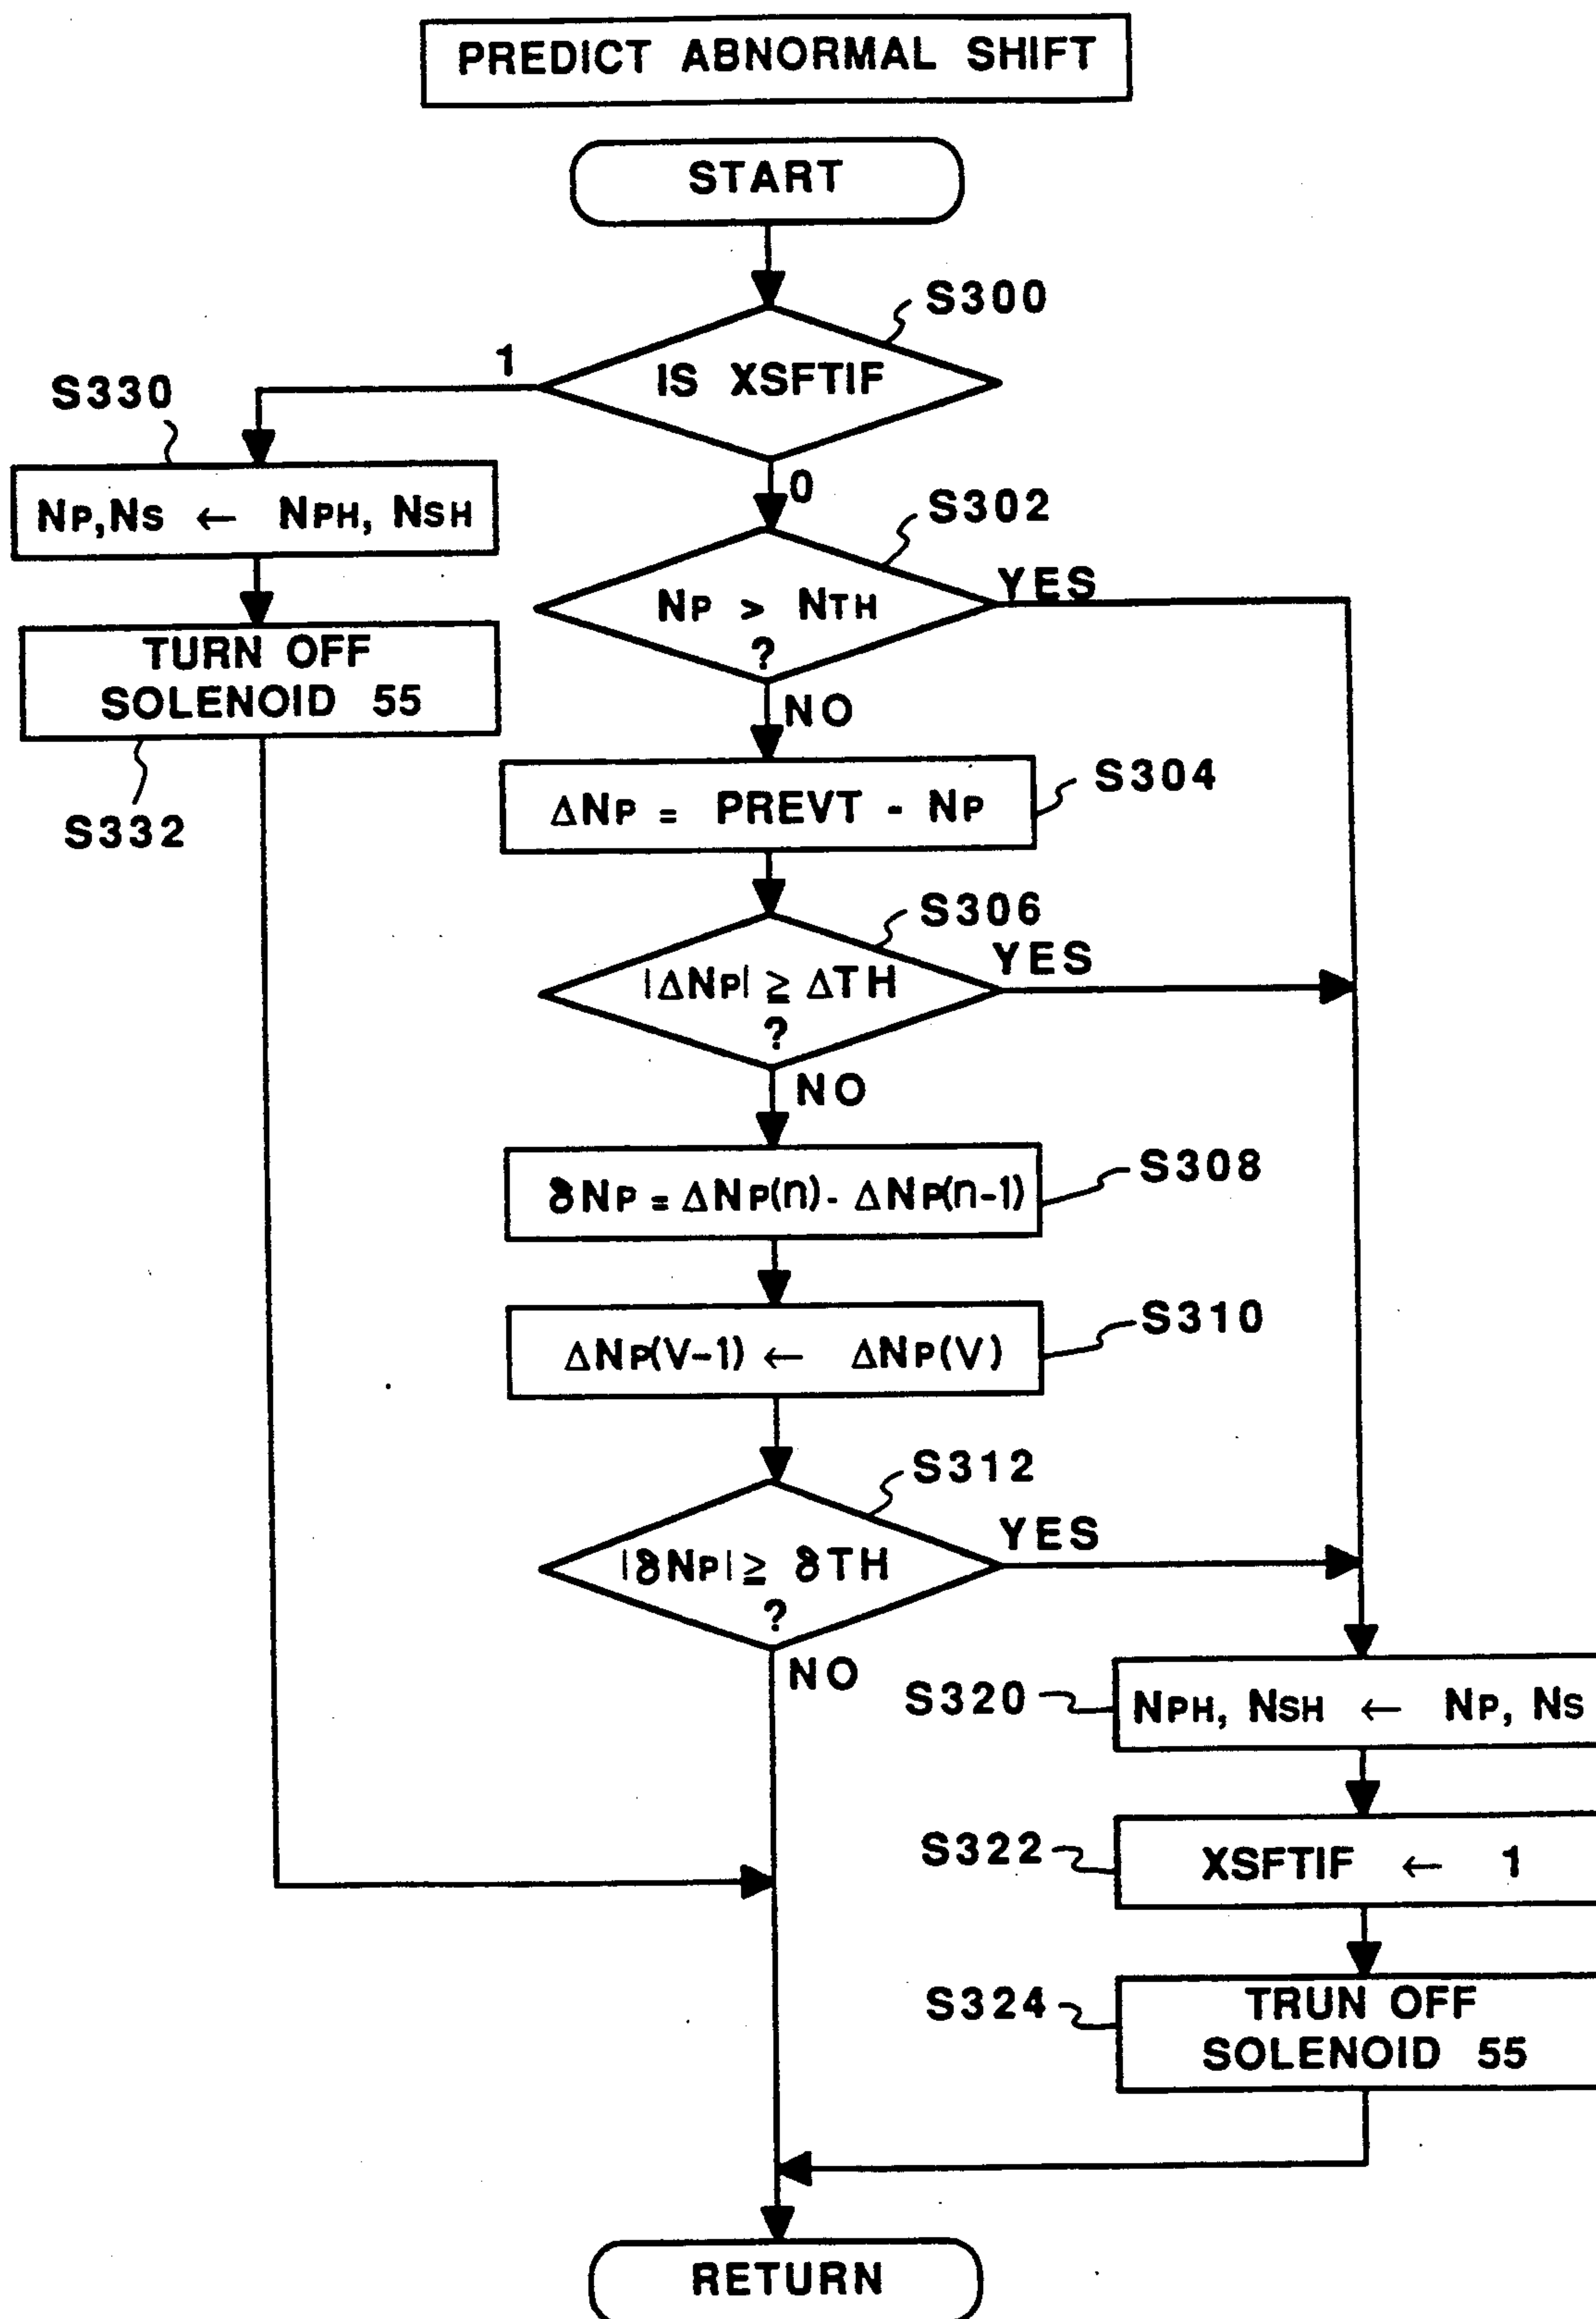 PREDICT ABNORMAL SHIFT
START
S300
IS XSFTIF
1
0
S330
NP,NS ← NPH, NSH
TURN OFF
SOLENOID 55
S332
S302
NP > NTH
?
YES
NO
S304
ΔNP = PREVT - NP
S306
|ΔNP| ≧ ΔTH
?
YES
NO
S308
δNP = ΔNP(n) - ΔNP(n-1)
S310
ΔNP(V-1) ← ΔNP(V)
S312
|δNP| ≧ δTH
?
YES
NO
S320
NPH, NSH ← NP, NS
S322
XSFTIF ← 1
S324
TRUN OFF
SOLENOID 55
RETURN